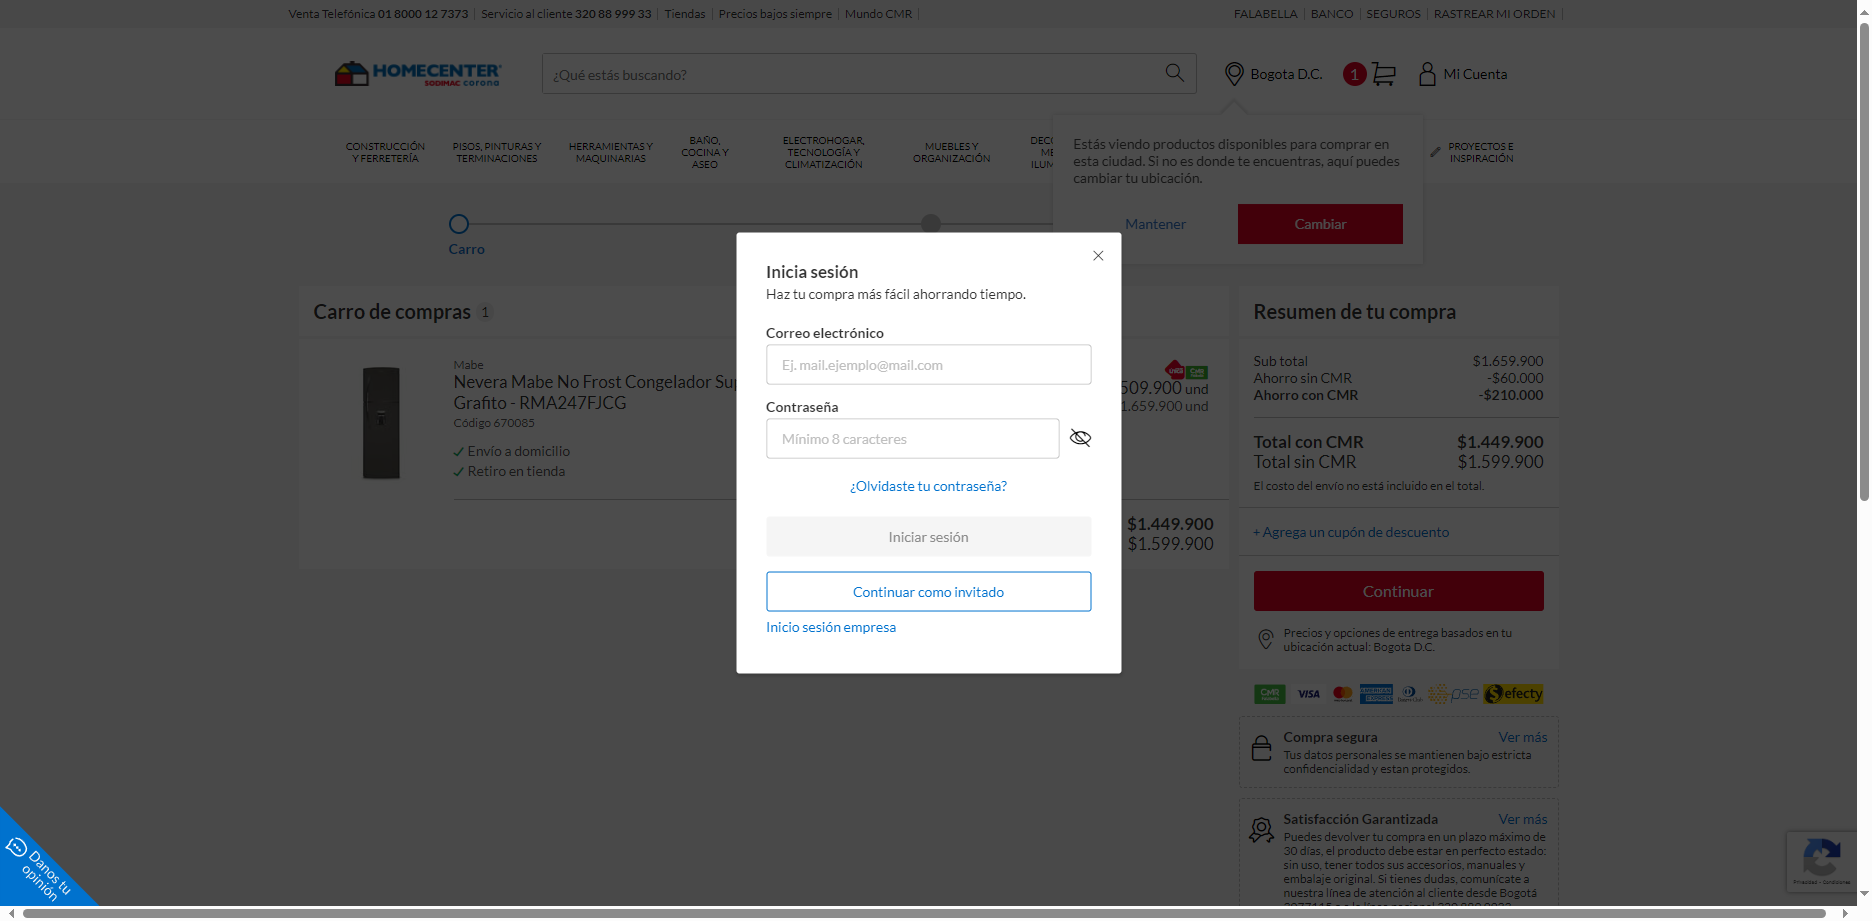 Venta Telefónica 01 8000 12 7373 Servicio al cliente 320 88 999 33 Tiendas Precios bajos siempre Mundo CMR
FALABELLA BANCO SEGUROS RASTREAR MI ORDEN
HOMECENTER
SODIMAC corona
¿Qué estás buscando?
Bogota D.C.
1
Mi Cuenta
CONSTRUCCIÓN
Y FERRETERÍA
PISOS, PINTURAS Y
TERMINACIONES
HERRAMIENTAS Y
MAQUINARIAS
BAÑO,
COCINA Y
ASEO
ELECTROHOGAR,
TECNOLOGÍA Y
CLIMATIZACIÓN
MUEBLES Y
ORGANIZACIÓN
PROYECTOS E
INSPIRACIÓN
Estás viendo productos disponibles para comprar en
esta ciudad. Si no es donde te encuentras, aquí puedes
cambiar tu ubicación.
Mantener
Cambiar
Carro
Carro de compras 1
Mabe
Nevera Mabe No Frost Congelador Su
Grafito - RMA247FJCG
Código 670085
Envío a domicilio
Retiro en tienda
509.900 und
1.659.900 und
$1.449.900
$1.599.900
Inicia sesión
Haz tu compra más fácil ahorrando tiempo.
Correo electrónico
Ej. mail.ejemplo@mail.com
Contraseña
Mínimo 8 caracteres
¿Olvidaste tu contraseña?
Iniciar sesión
Continuar como invitado
Inicio sesión empresa
Resumen de tu compra
Sub total $1.659.900
Ahorro sin CMR -$60.000
Ahorro con CMR -$210.000
Total con CMR $1.449.900
Total sin CMR $1.599.900
El costo del envío no está incluido en el total.
+ Agrega un cupón de descuento
Continuar
Precios y opciones de entrega basados en tu
ubicación actual: Bogota D.C.
CMR VISA pse efecty
Compra segura Ver más
Tus datos personales se mantienen bajo estricta
confidencialidad y estan protegidos.
Satisfacción Garantizada Ver más
Puedes devolver tu compra en un plazo máximo de
30 días, el producto debe estar en perfecto estado:
sin uso, tener todos sus accesorios, manuales y
embalaje original. Si tienes dudas, comunícate a
nuestra línea de atención al cliente desde Bogotá
Privacidad - Condiciones
Danos tu
opinión